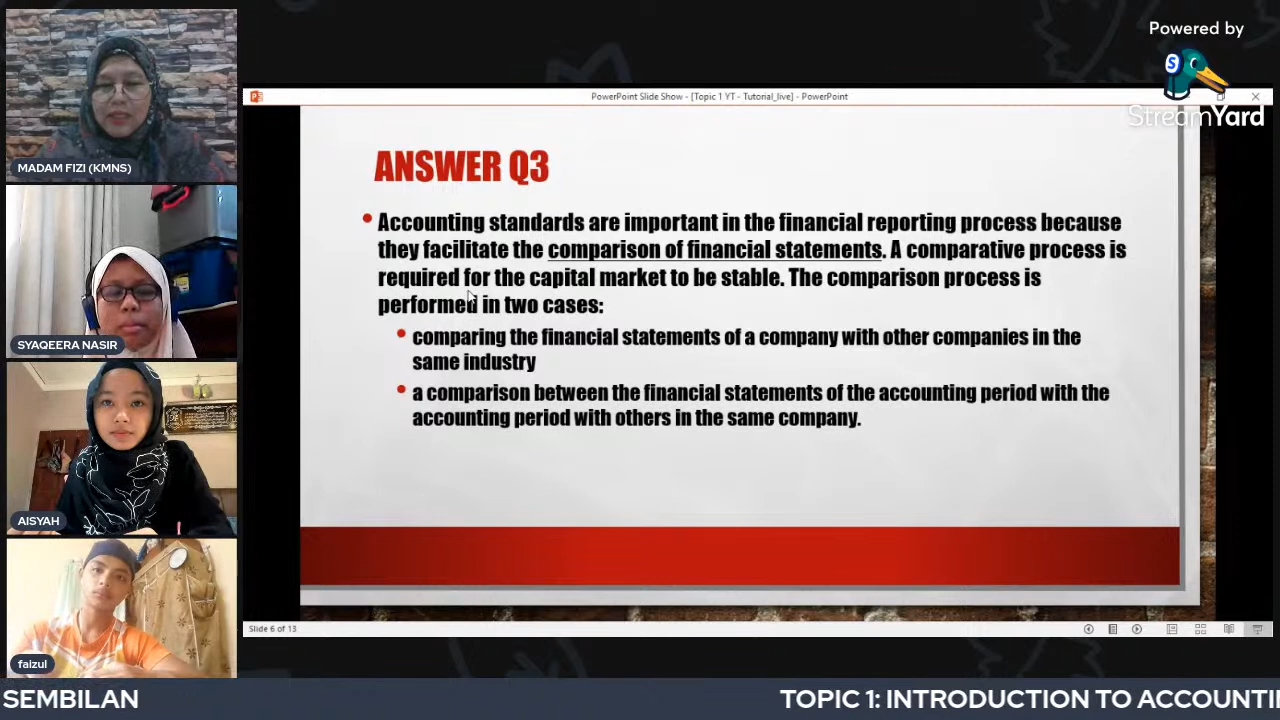 Powered by
StreamYard
PowerPoint Slide Show - [Topic 1 YT - Tutorial_live] - PowerPoint
MADAM FIZI (KMNS)
SYAQEERA NASIR
AISYAH
faizul
ANSWER Q3
Accounting standards are important in the financial reporting process because
they facilitate the comparison of financial statements. A comparative process is
required for the capital market to be stable. The comparison process is
performed in two cases:
comparing the financial statements of a company with other companies in the
same industry
a comparison between the financial statements of the accounting period with the
accounting period with others in the same company.
Slide 6 of 13
SEMBILAN
TOPIC 1: INTRODUCTION TO ACCOUNTI